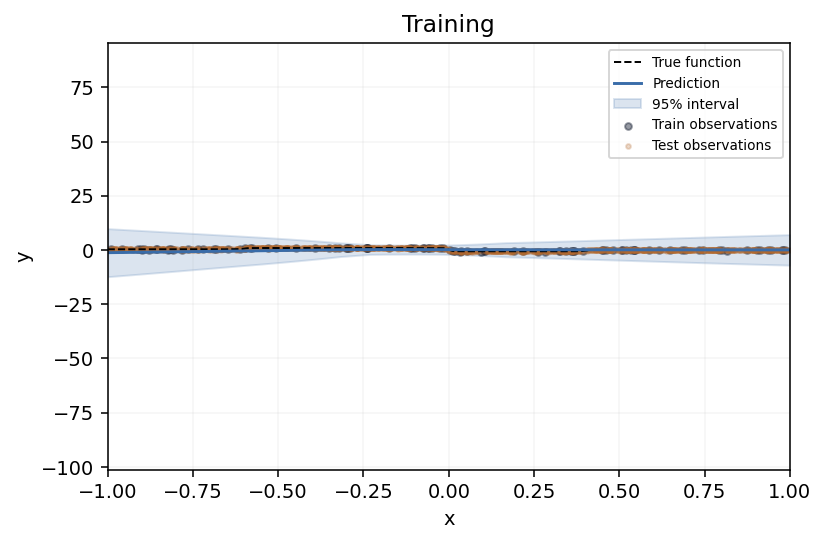 Training
True function
Prediction
95% interval
Train observations
Test observations
75
50
25
0
−25
−50
−75
−100
y
−1.00 −0.75 −0.50 −0.25 0.00 0.25 0.50 0.75 1.00
x